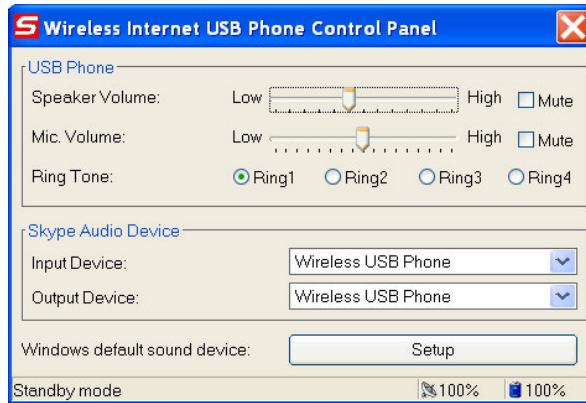 S Wireless Internet USB Phone Control Panel
USB Phone
Speaker Volume: Low High Mute
Mic. Volume: Low High Mute
Ring Tone: Ring1 Ring2 Ring3 Ring4
Skype Audio Device
Input Device: Wireless USB Phone
Output Device: Wireless USB Phone
Windows default sound device: Setup
Standby mode 100% 100%